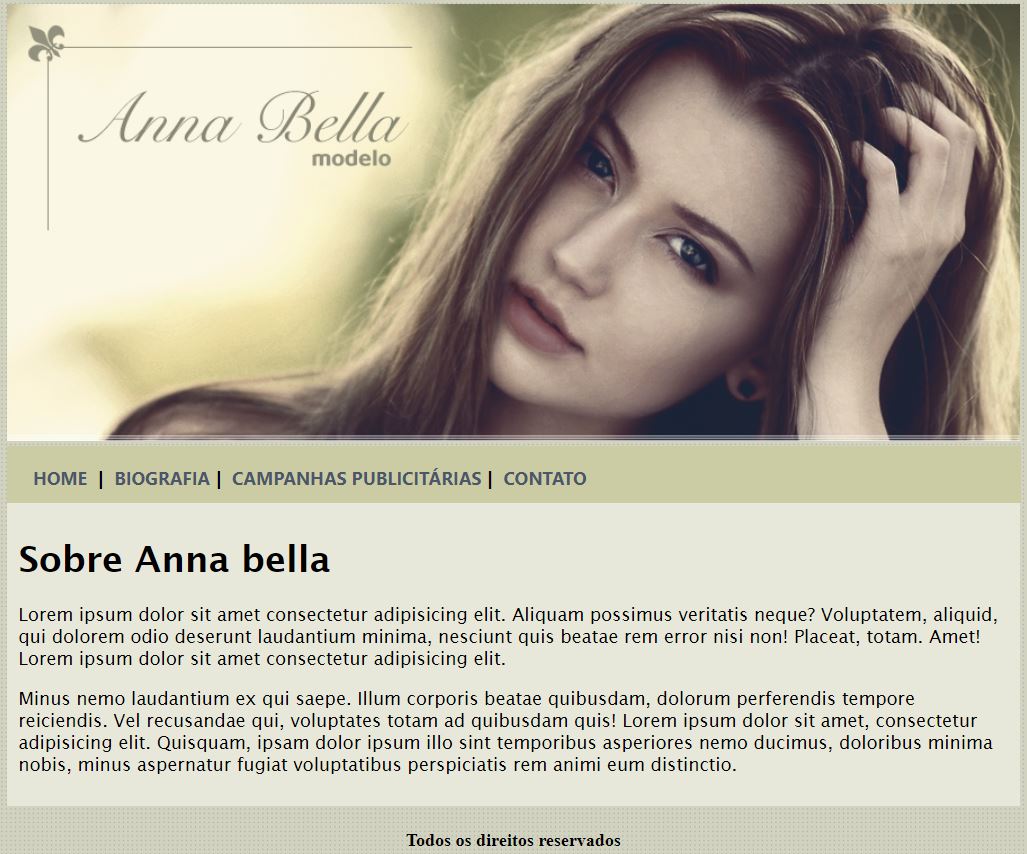 Anna Bella
modelo
HOME | BIOGRAFIA | CAMPANHAS PUBLICITÁRIAS | CONTATO
Sobre Anna bella
Lorem ipsum dolor sit amet consectetur adipisicing elit. Aliquam possimus veritatis neque? Voluptatem, aliquid,
qui dolorem odio deserunt laudantium minima, nesciunt quis beatae rem error nisi non! Placeat, totam. Amet!
Lorem ipsum dolor sit amet consectetur adipisicing elit.
Minus nemo laudantium ex qui saepe. Illum corporis beatae quibusdam, dolorum perferendis tempore
reiciendis. Vel recusandae qui, voluptates totam ad quibusdam quis! Lorem ipsum dolor sit amet, consectetur
adipisicing elit. Quisquam, ipsam dolor ipsum illo sint temporibus asperiores nemo ducimus, doloribus minima
nobis, minus aspernatur fugiat voluptatibus perspiciatis rem animi eum distinctio.
Todos os direitos reservados